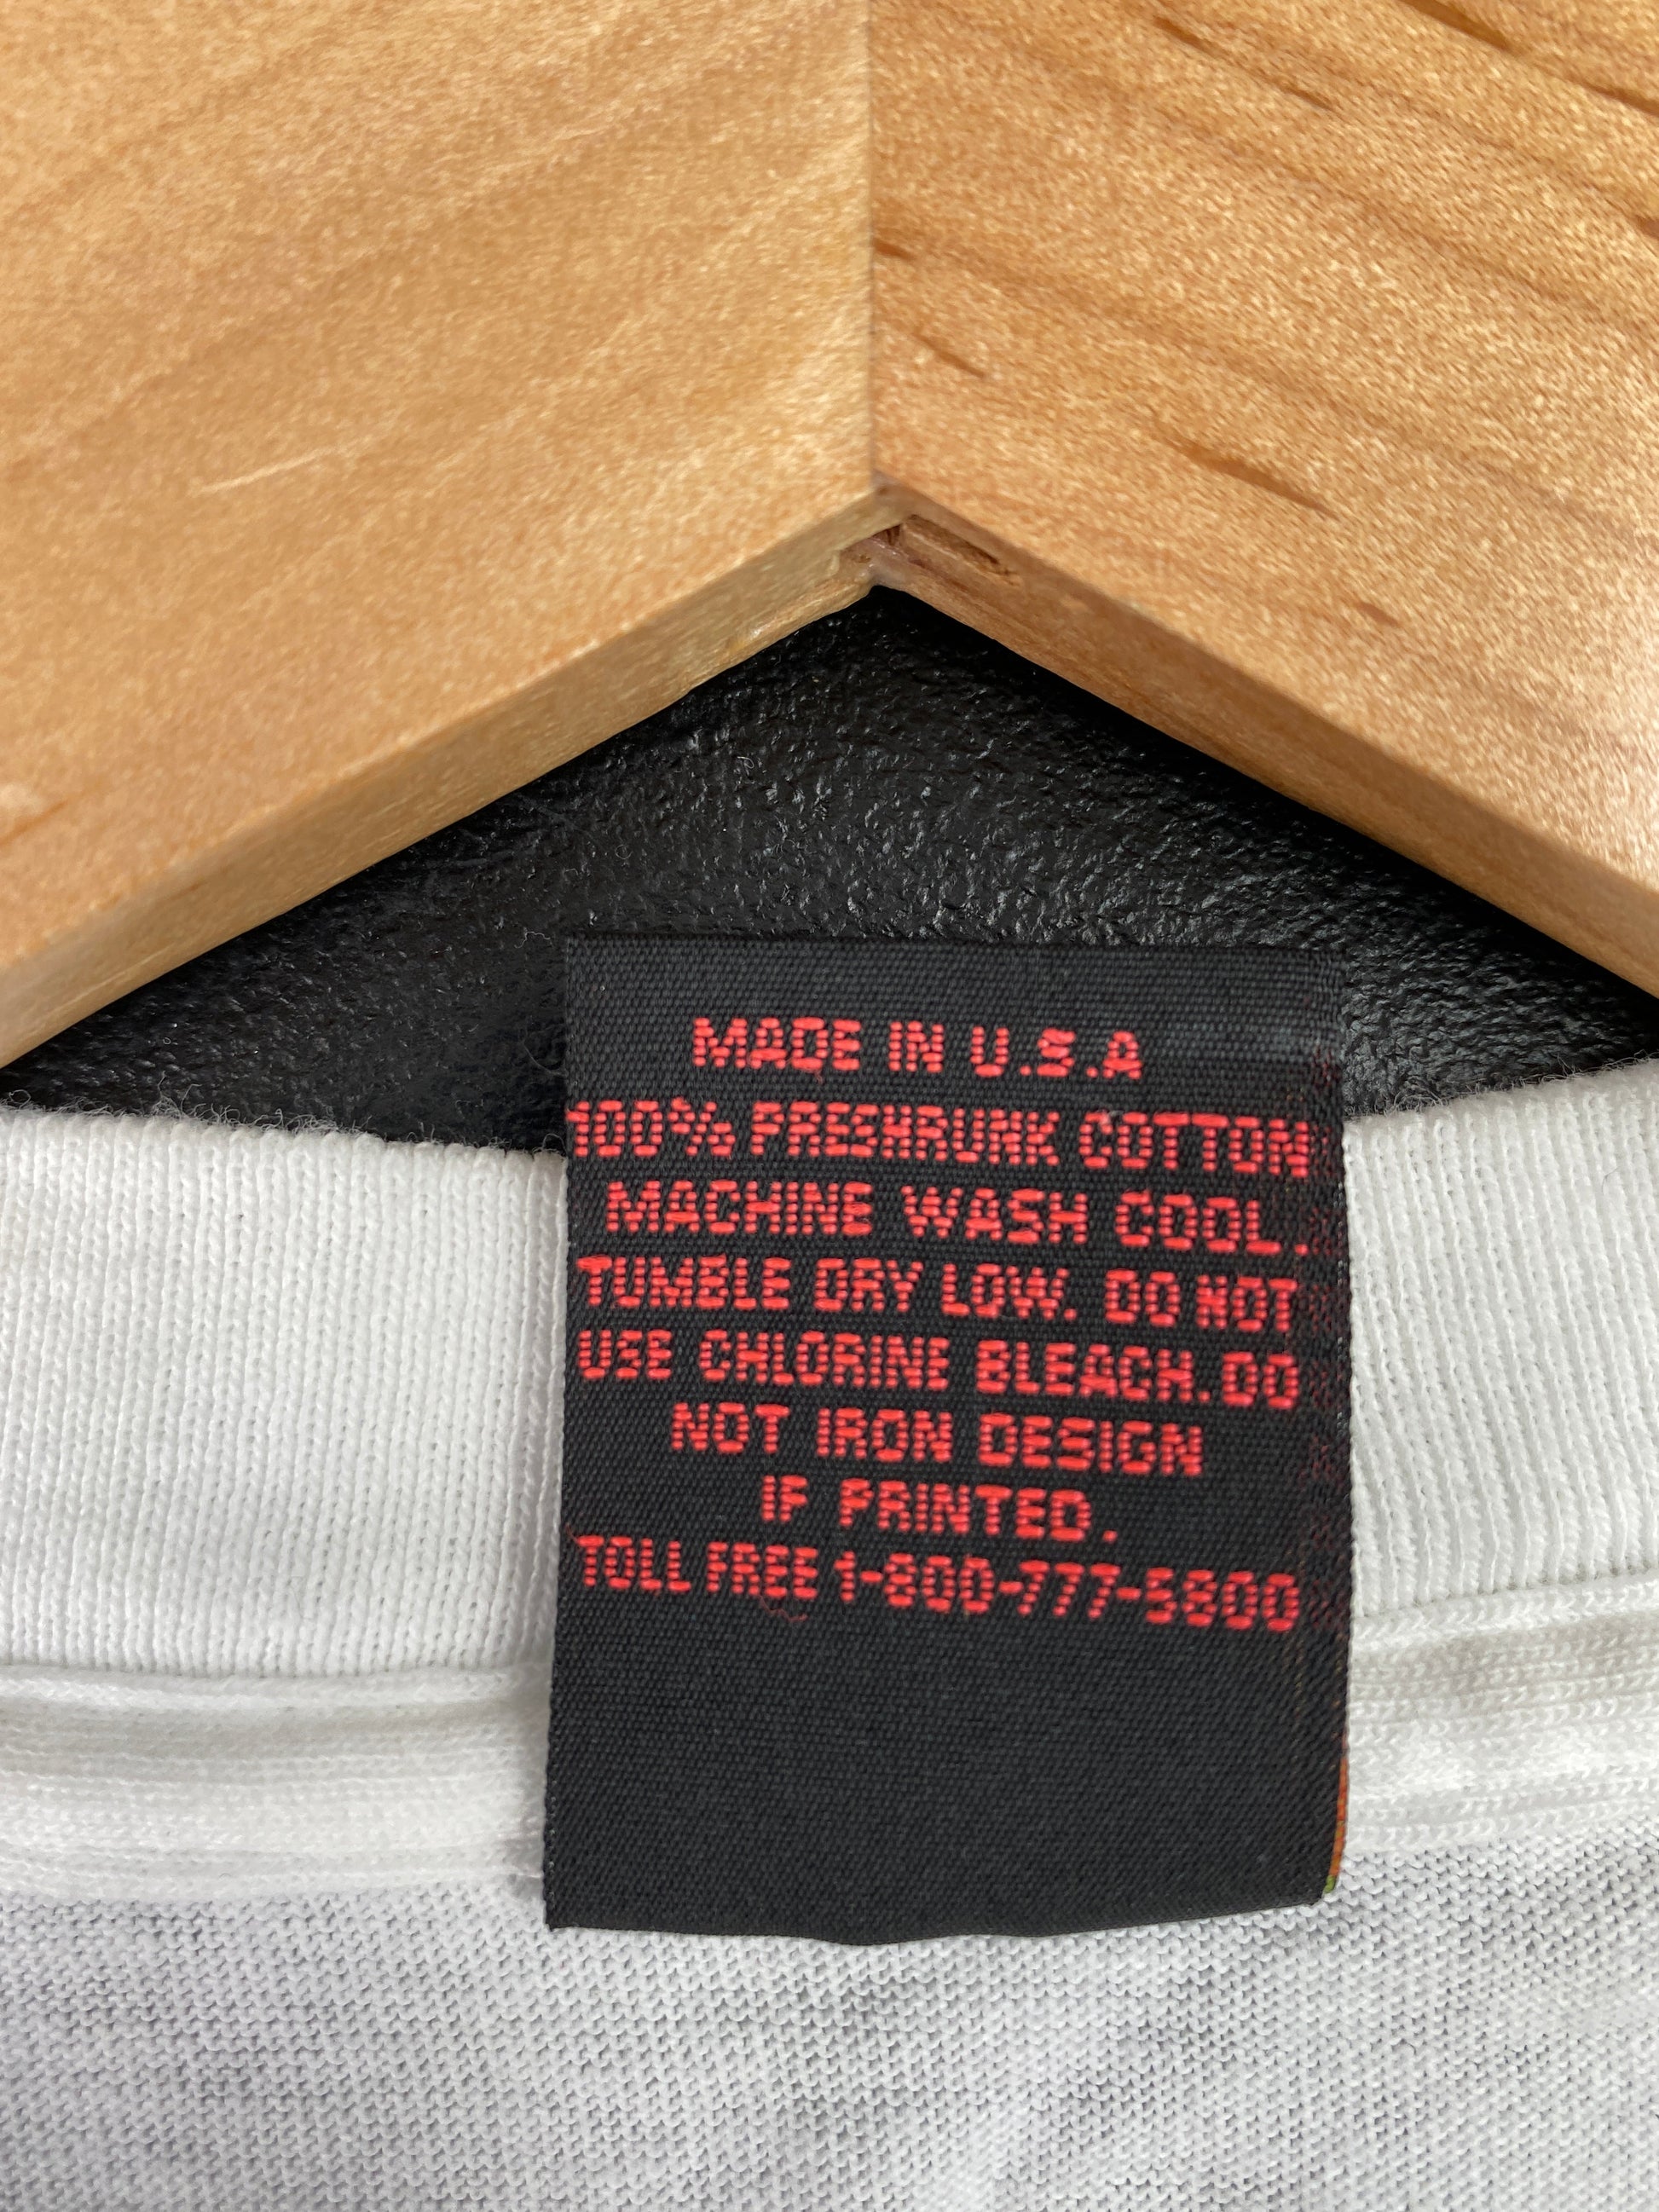 MADE IN U.S.A
100% PRESHRUNK COTTON
MACHINE WASH COOL.
TUMBLE DRY LOW. DO NOT
USE CHLORINE BLEACH. DO
NOT IRON DESIGN
IF PRINTED.
TOLL FREE 1-800-777-5800